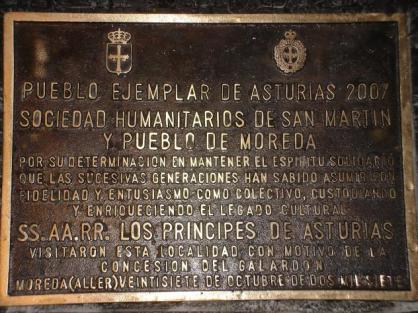 PUEBLO EJEMPLAR DE ASTURIAS 2007
SOCIEDAD HUMANITARIOS DE SAN MARTIN
Y PUEBLO DE MOREDA
POR SU DETERMINACION EN MANTENER EL ESPIRITU SOLIDARIO
QUE LAS SUCESIVAS GENERACIONES HAN SABIDO ASUMIR CON
FIDELIDAD Y ENTUSIASMO COMO COLECTIVO, CUSTODIANDO
Y ENRIQUECIENDO EL LEGADO CULTURAL
SS.AA.RR. LOS PRINCIPES DE ASTURIAS
VISITARON ESTA LOCALIDAD CON MOTIVO DE LA
CONCESION DEL GALARDON
MOREDA(ALLER)VEINTISIETE DE OCTUBRE DE DOS MIL SIETE